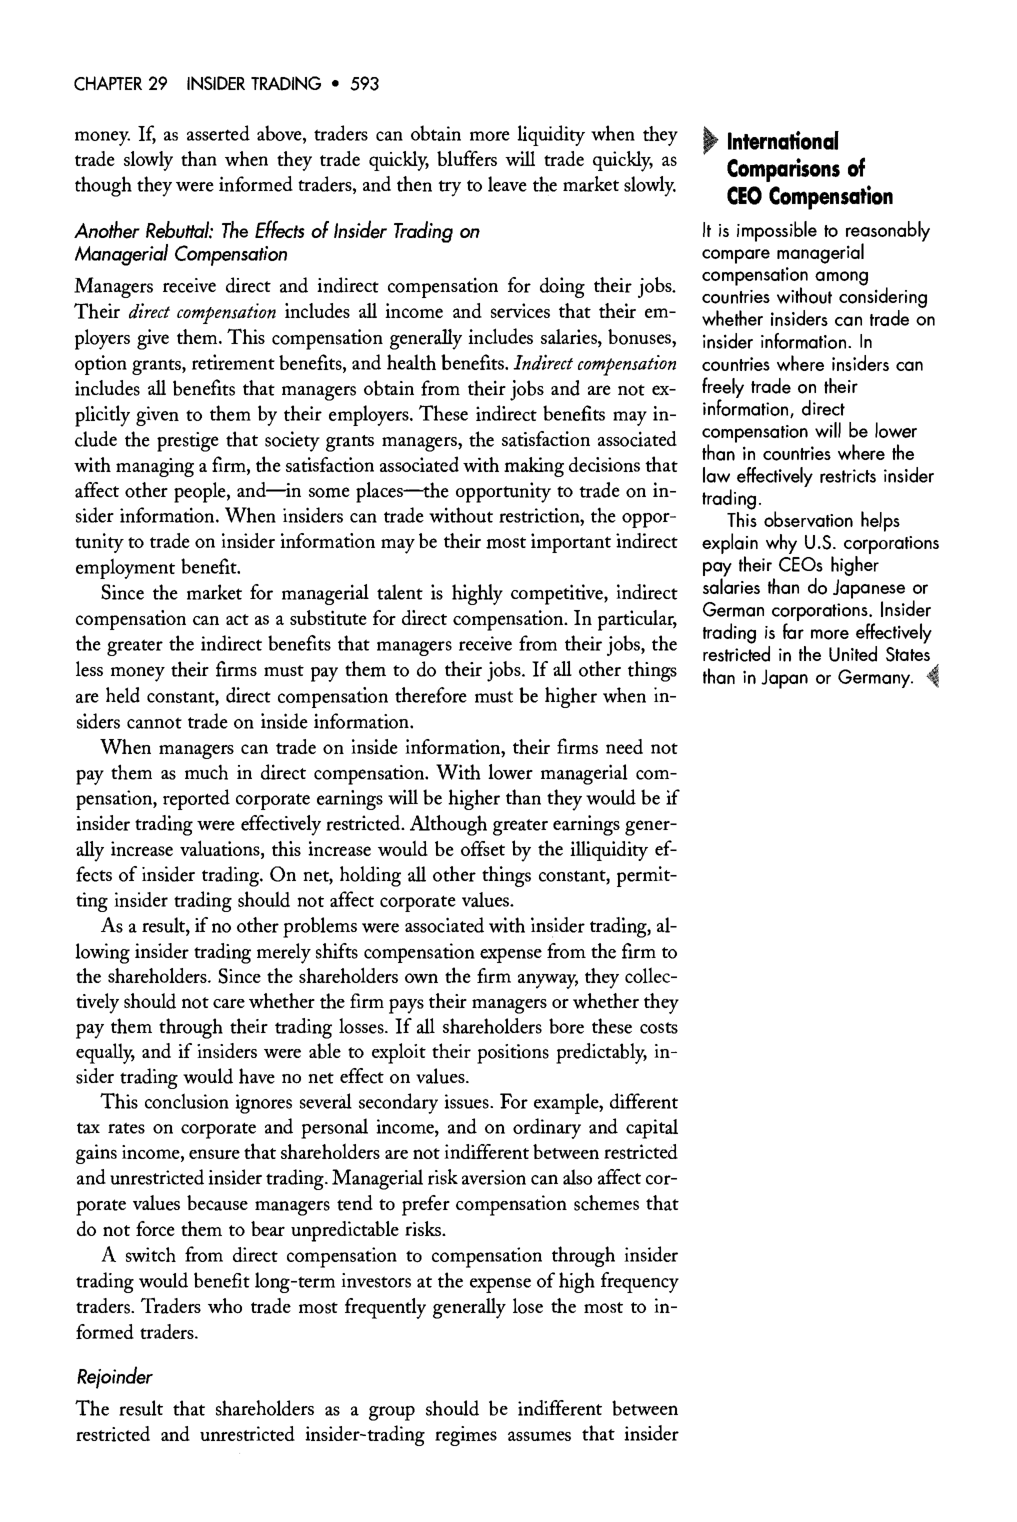 CHAPTER 29 INSIDER TRADING • 593
money. If, as asserted above, traders can obtain more liquidity when they
trade slowly than when they trade quickly, bluffers will trade quickly, as
though they were informed traders, and then try to leave the market slowly.
Another Rebuttal: The Effects of Insider Trading on
Managerial Compensation
Managers receive direct and indirect compensation for doing their jobs.
Their direct compensation includes all income and services that their em-
ployers give them. This compensation generally includes salaries, bonuses,
option grants, retirement benefits, and health benefits. Indirect compensation
includes all benefits that managers obtain from their jobs and are not ex-
plicitly given to them by their employers. These indirect benefits may in-
clude the prestige that society grants managers, the satisfaction associated
with managing a firm, the satisfaction associated with making decisions that
affect other people, and—in some places—the opportunity to trade on in-
sider information. When insiders can trade without restriction, the oppor-
tunity to trade on insider information may be their most important indirect
employment benefit.
Since the market for managerial talent is highly competitive, indirect
compensation can act as a substitute for direct compensation. In particular,
the greater the indirect benefits that managers receive from their jobs, the
less money their firms must pay them to do their jobs. If all other things
are held constant, direct compensation therefore must be higher when in-
siders cannot trade on inside information.
When managers can trade on inside information, their firms need not
pay them as much in direct compensation. With lower managerial com-
pensation, reported corporate earnings will be higher than they would be if
insider trading were effectively restricted. Although greater earnings gener-
ally increase valuations, this increase would be offset by the illiquidity ef-
fects of insider trading. On net, holding all other things constant, permit-
ting insider trading should not affect corporate values.
As a result, if no other problems were associated with insider trading, al-
lowing insider trading merely shifts compensation expense from the firm to
the shareholders. Since the shareholders own the firm anyway, they collec-
tively should not care whether the firm pays their managers or whether they
pay them through their trading losses. If all shareholders bore these costs
equally, and if insiders were able to exploit their positions predictably, in-
sider trading would have no net effect on values.
This conclusion ignores several secondary issues. For example, different
tax rates on corporate and personal income, and on ordinary and capital
gains income, ensure that shareholders are not indifferent between restricted
and unrestricted insider trading. Managerial risk aversion can also affect cor-
porate values because managers tend to prefer compensation schemes that
do not force them to bear unpredictable risks.
A switch from direct compensation to compensation through insider
trading would benefit long-term investors at the expense of high frequency
traders. Traders who trade most frequently generally lose the most to in-
formed traders.
Rejoinder
The result that shareholders as a group should be indifferent between
restricted and unrestricted insider-trading regimes assumes that insider
International
Comparisons of
CEO Compensation
It is impossible to reasonably
compare managerial
compensation among
countries without considering
whether insiders can trade on
insider information. In
countries where insiders can
freely trade on their
information, direct
compensation will be lower
than in countries where the
law effectively restricts insider
trading.
This observation helps
explain why U.S. corporations
pay their CEOs higher
salaries than do Japanese or
German corporations. Insider
trading is far more effectively
restricted in the United States
than in Japan or Germany.